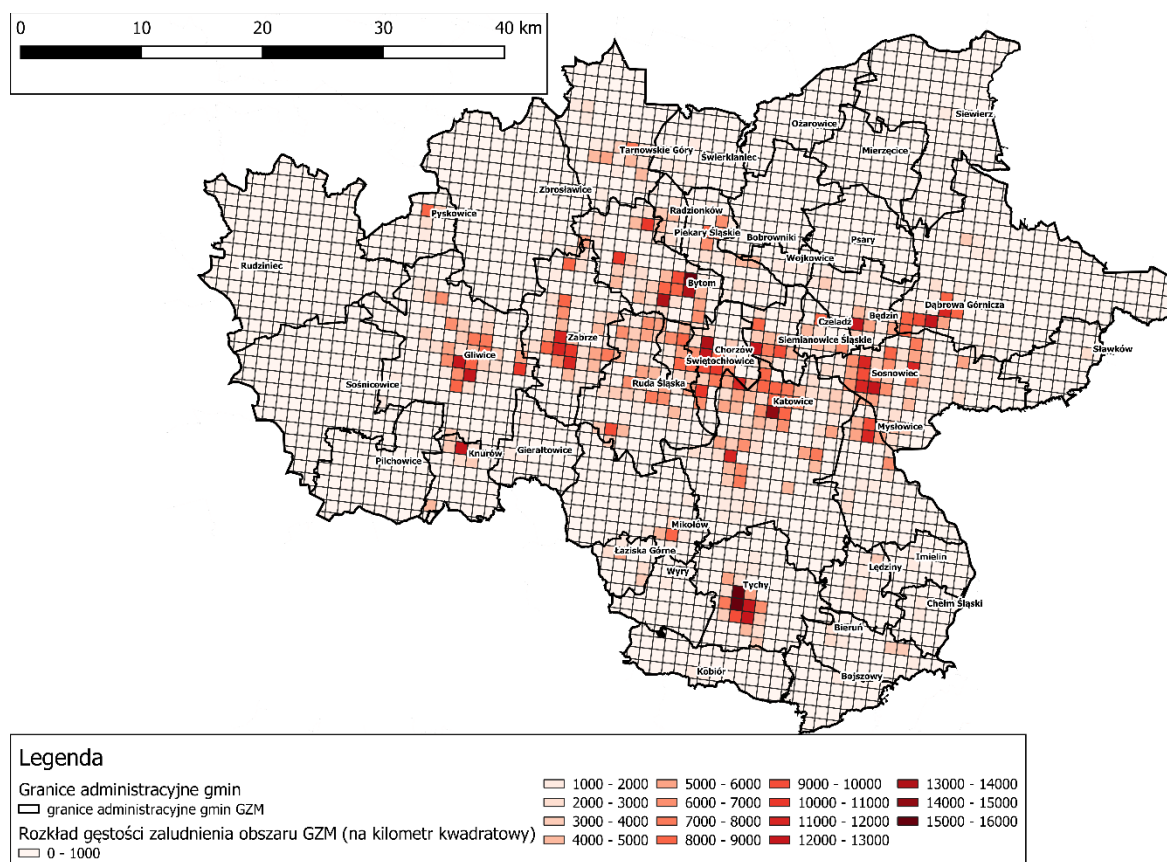 0 10 20 30 40 km
Siewierz
Ożarowice
Mierzęcice
Tarnowskie Góry
Świerklaniec
Zbrosławice
Radzionków
Pyskowice
Piekary Śląskie
Bobrowniki
Psary
Wojkowice
Rudziniec
Bytom
Dąbrowa Górnicza
Będzin
Czeladź
Zabrze
Siemianowice Śląskie
Chorzów
Sławków
Gliwice
Świętochłowice
Sosnowiec
Sośnicowice
Ruda Śląska
Katowice
Mysłowice
Gierałtowice
Knurów
Pilchowice
Mikołów
Łaziska Górne
Imielin
Lędziny
Wyry
Tychy
Chełm Śląski
Bieruń
Kobiór
Bojszowy
Legenda
Granice administracyjne gmin
granice administracyjne gmin GZM
Rozkład gęstości zaludnienia obszaru GZM (na kilometr kwadratowy)
0 - 1000
1000 - 2000
2000 - 3000
3000 - 4000
4000 - 5000
5000 - 6000
6000 - 7000
7000 - 8000
8000 - 9000
9000 - 10000
10000 - 11000
11000 - 12000
12000 - 13000
13000 - 14000
14000 - 15000
15000 - 16000